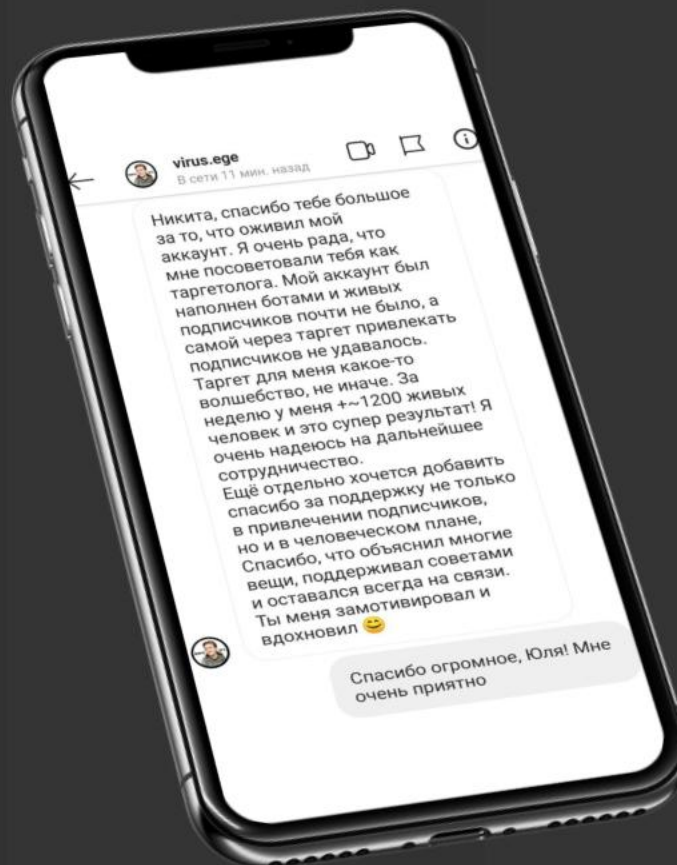 virus.ege
В сети 11 мин. назад
Никита, спасибо тебе большое
за то, что оживил мой
аккаунт. Я очень рада, что
мне посоветовали тебя как
таргетолога. Мой аккаунт был
наполнен ботами и живых
подписчиков почти не было, а
самой через таргет привлекать
подписчиков не удавалось.
Таргет для меня какое-то
волшебство, не иначе. За
неделю у меня +~1200 живых
человек и это супер результат! Я
очень надеюсь на дальнейшее
сотрудничество.
Ещё отдельно хочется добавить
спасибо за поддержку не только
в привлечении подписчиков,
но и в человеческом плане,
Спасибо, что объяснил многие
вещи, поддерживал советами
и оставался всегда на связи.
Ты меня замотивировал и
вдохновил 😊
Спасибо огромное, Юля! Мне
очень приятно